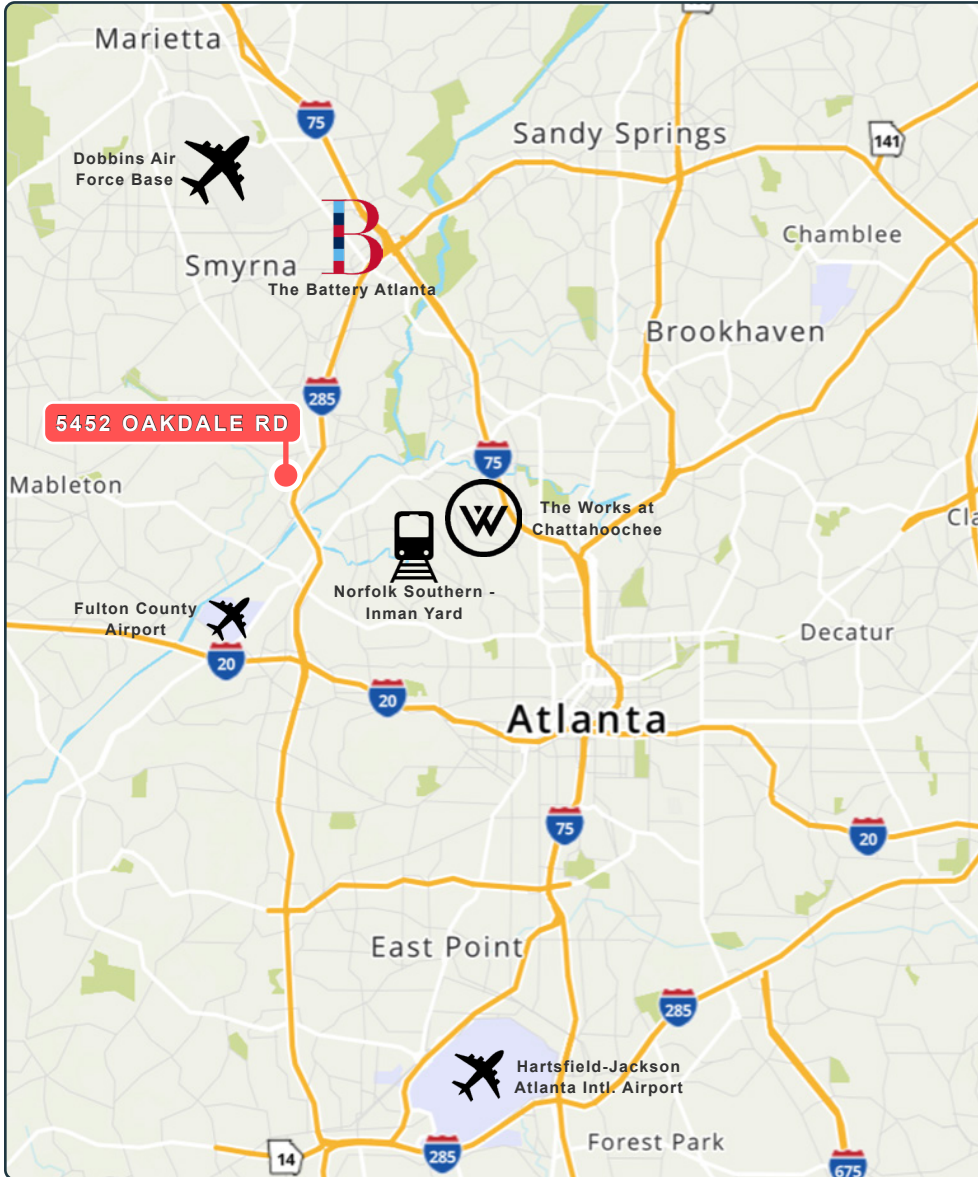 Marietta
75
Sandy Springs
141
Dobbins Air
Force Base
Chamblee
B
Smyrna
The Battery Atlanta
Brookhaven
285
5452 OAKDALE RD
75
Mableton
W
The Works at
Chattahoochee
Norfolk Southern -
Inman Yard
Fulton County
Airport
Decatur
20
20
Atlanta
75
20
East Point
285
Hartsfield-Jackson
Atlanta Intl. Airport
Forest Park
14
285
675